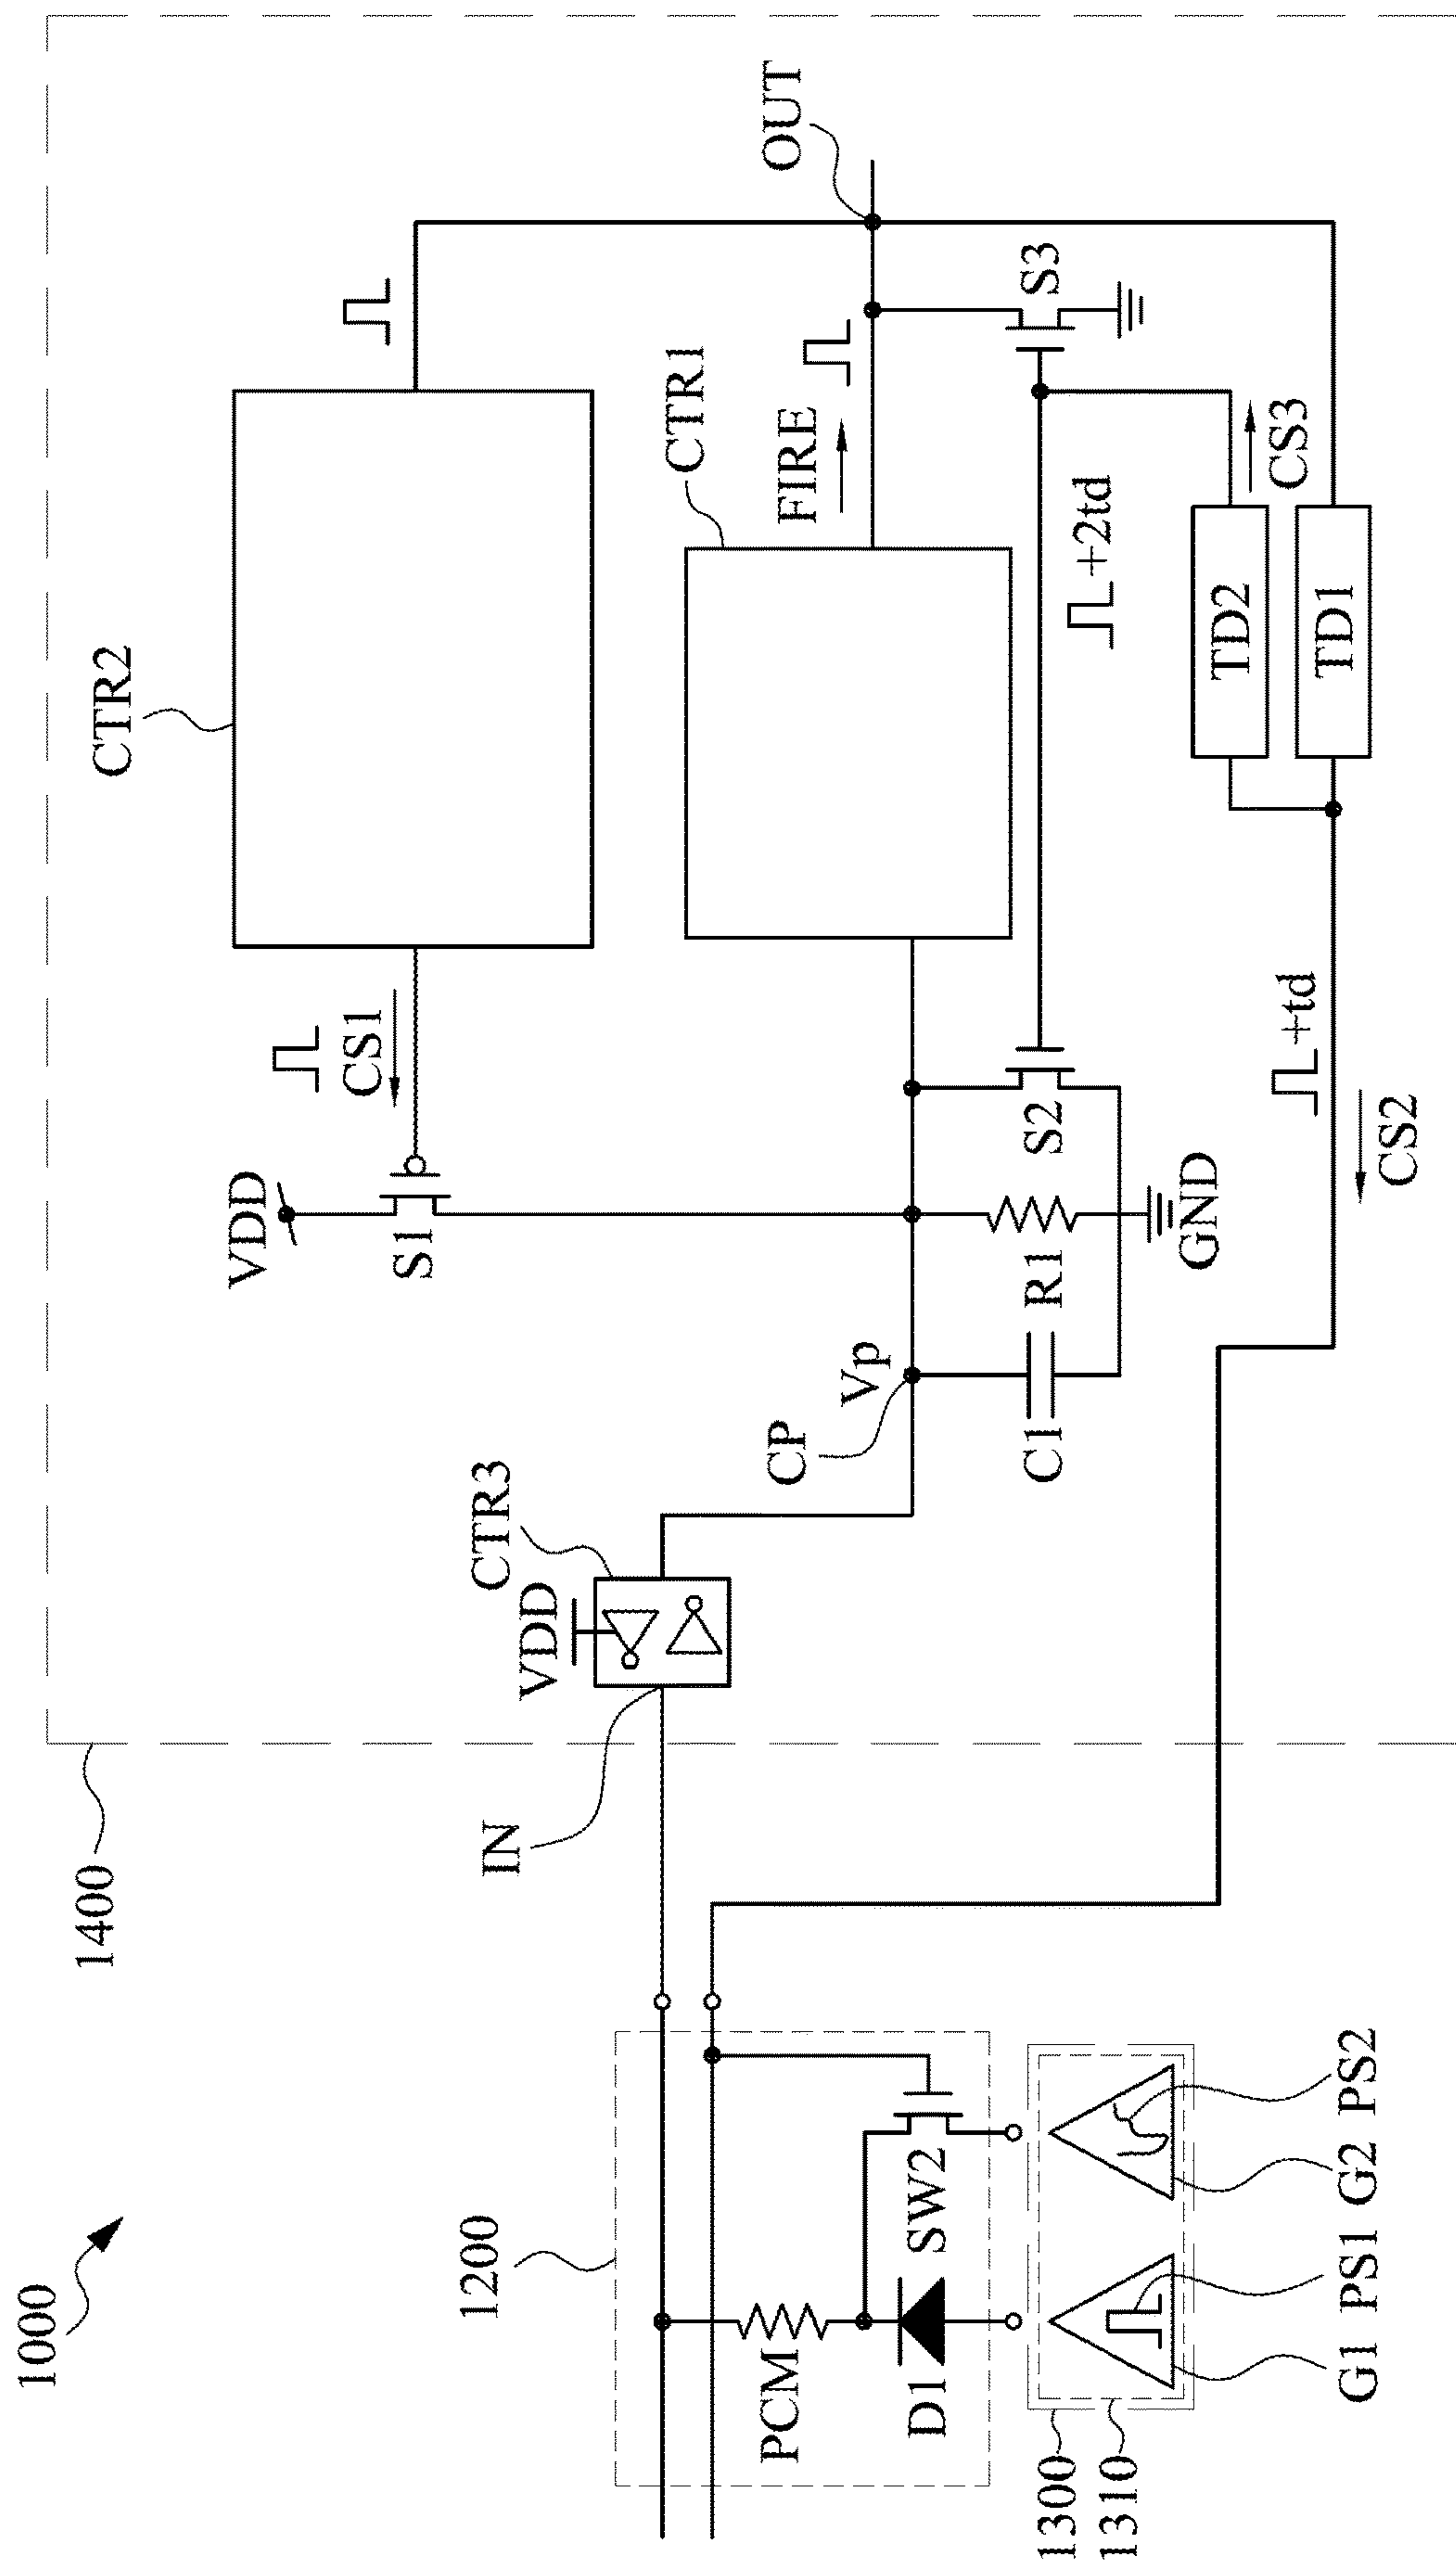 1000
1400
1200
PCM
D1
SW2
1300
1310
G1
PS1
G2
PS2
IN
VDD
CTR3
CP
Vp
C1
R1
GND
VDD
S1
S2
CS1
CTR2
CTR1
FIRE
OUT
S3
+2td
CS3
TD2
TD1
+td
CS2